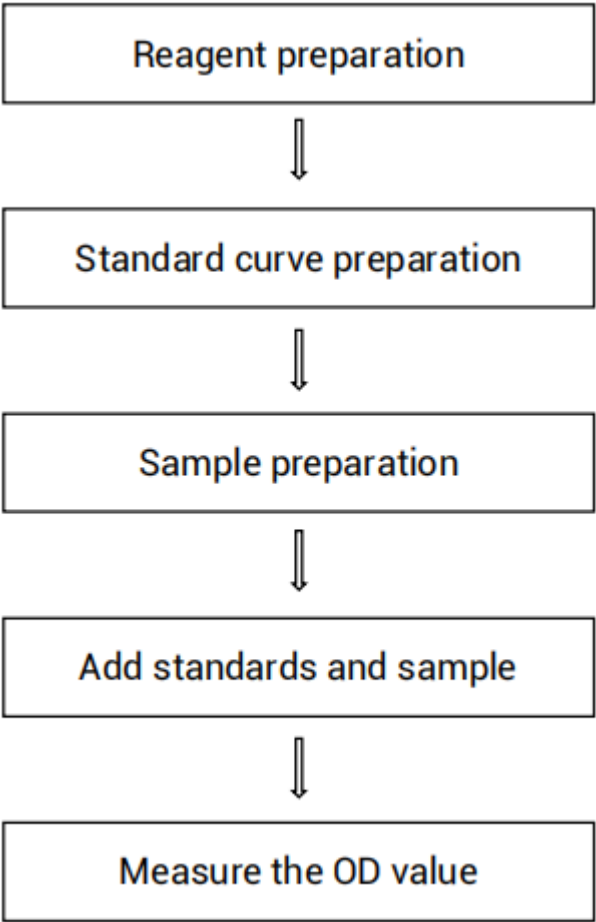 Reagent preparation
Standard curve preparation
Sample preparation
Add standards and sample
Measure the OD value